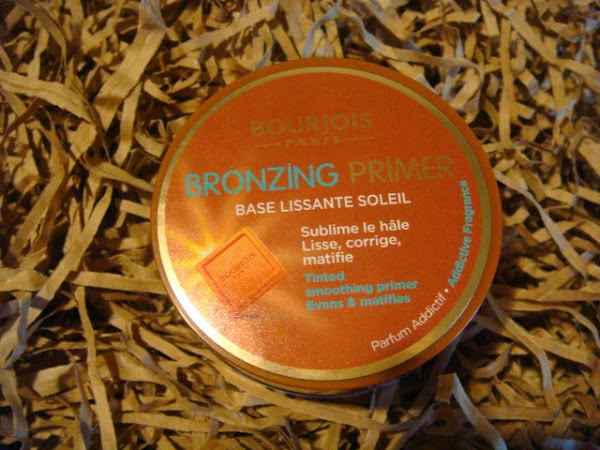 BOURJOIS
PARIS
BRONZING PRIMER
BASE LISSANTE SOLEIL
Sublime le hâle
Lisse, corrige,
matifie
Tinted
smoothing primer
Evens & matifies
Parfum Addictif • Addictive Fragrance
BOURJOIS